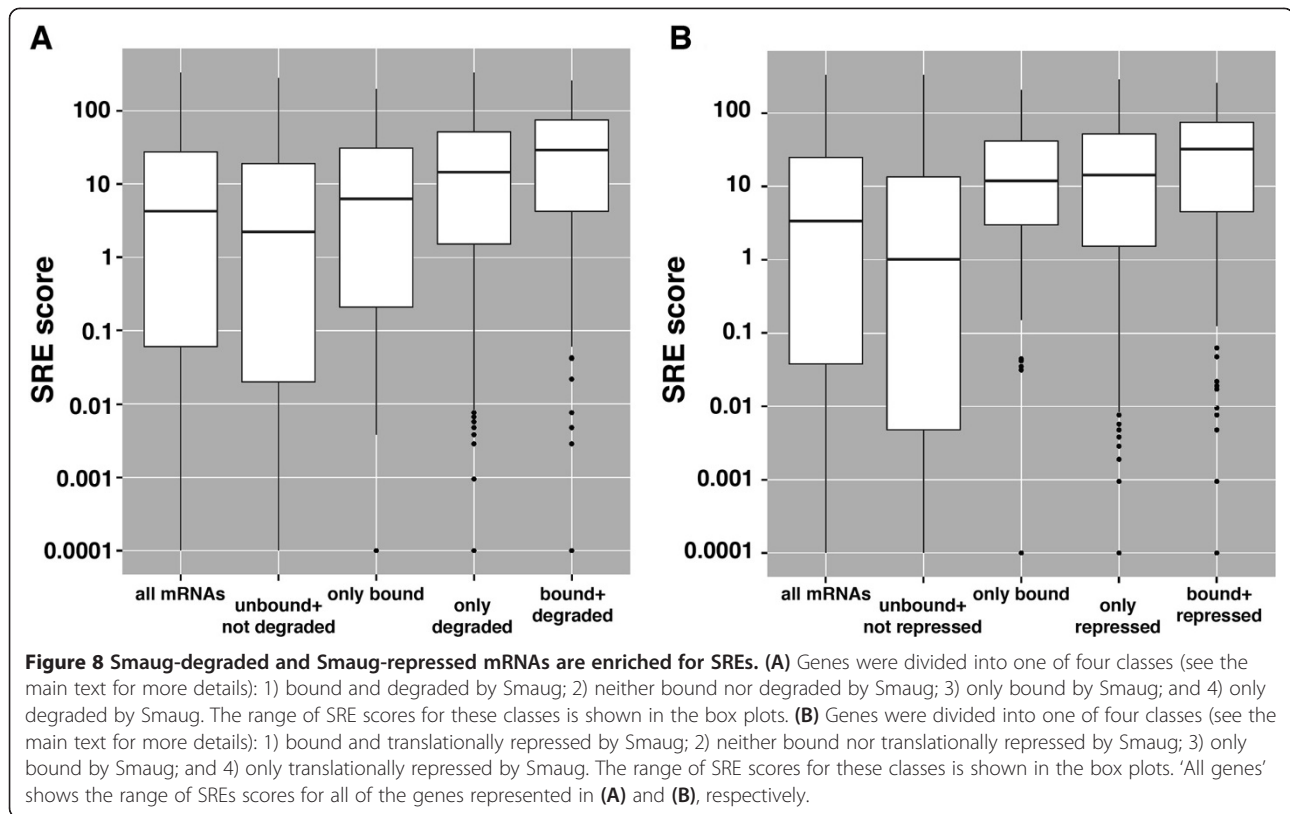 A
SRE score
100
10
1
0.1
0.01
0.001
0.0001
all mRNAs
unbound+
not degraded
only bound
only
degraded
bound+
degraded
B
SRE score
100
10
1
0.1
0.01
0.001
0.0001
all mRNAs
unbound+
not repressed
only bound
only
repressed
bound+
repressed
Figure 8 Smaug-degraded and Smaug-repressed mRNAs are enriched for SREs. (A) Genes were divided into one of four classes (see the
main text for more details): 1) bound and degraded by Smaug; 2) neither bound nor degraded by Smaug; 3) only bound by Smaug; and 4) only
degraded by Smaug. The range of SRE scores for these classes is shown in the box plots. (B) Genes were divided into one of four classes (see the
main text for more details): 1) bound and translationally repressed by Smaug; 2) neither bound nor translationally repressed by Smaug; 3) only
bound by Smaug; and 4) only translationally repressed by Smaug. The range of SRE scores for these classes is shown in the box plots. ‘All genes’
shows the range of SREs scores for all of the genes represented in (A) and (B), respectively.